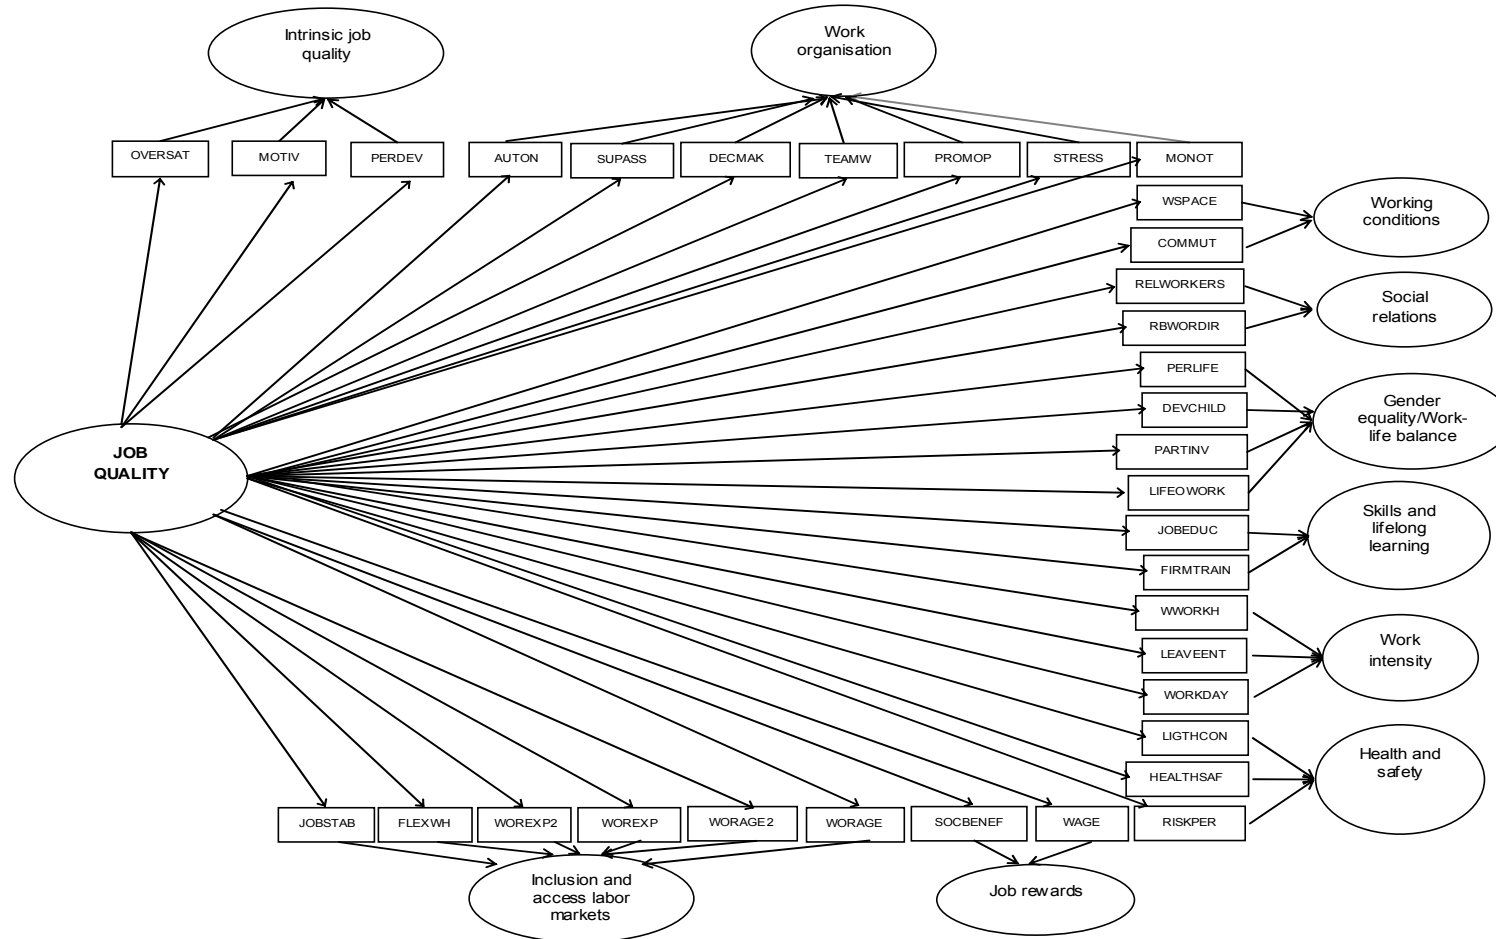 Intrinsic job
quality
Work
organisation
OVERSAT
MOTIV
PERDEV
AUTON
SUPASS
DECMAK
TEAMW
PROMOP
STRESS
MONOT
WSPACE
Working
conditions
COMMUT
RELWORKERS
Social
relations
RBWORDIR
PERLIFE
DEVCHILD
Gender
equality/Work-
life balance
PARTINV
LIFEOWORK
JOB
QUALITY
JOBEDUC
Skills and
lifelong
learning
FIRMTRAIN
WWORKH
LEAVEENT
Work
intensity
WORKDAY
LIGTHCON
HEALTHSAF
Health and
safety
JOBSTAB
FLEXWH
WOREXP2
WOREXP
WORAGE2
WORAGE
SOCBENEF
WAGE
RISKPER
Inclusion and
access labor
markets
Job rewards